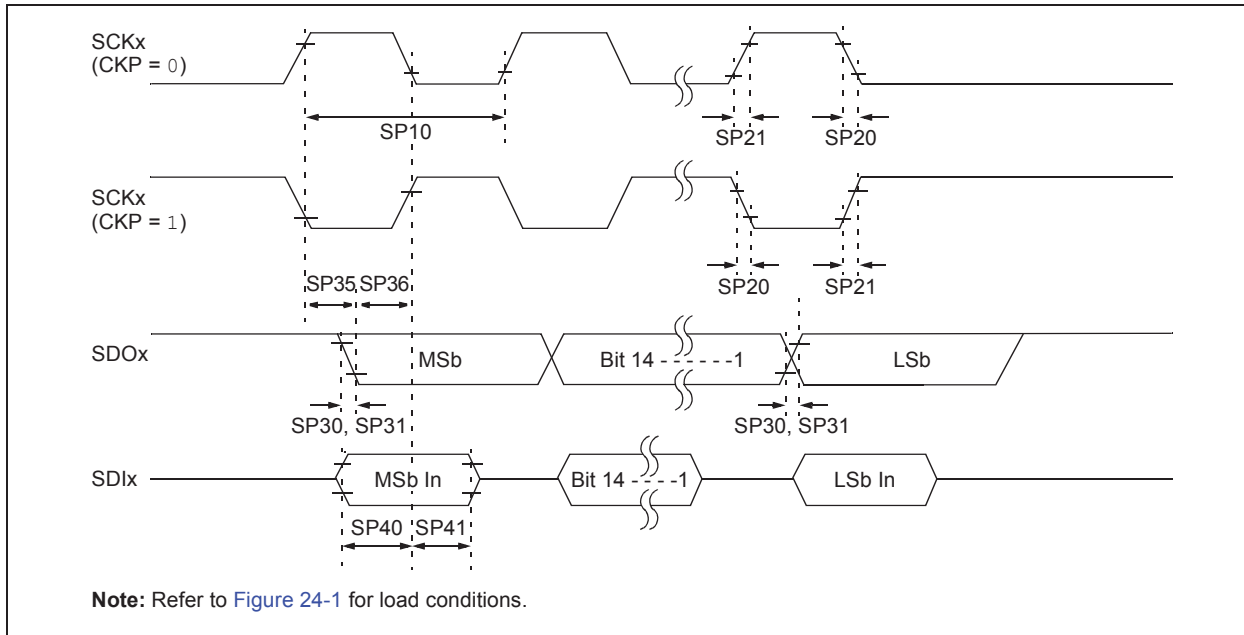 SCKx
(CKP = 0)
SP10
SP21
SP20
SCKx
(CKP = 1)
SP35
SP36
SP20
SP21
SDOx
MSb
Bit 14 - - - - - - -1
LSb
SP30, SP31
SP30, SP31
SDIx
MSb In
Bit 14 - - - - -1
LSb In
SP40
SP41
Note: Refer to Figure 24-1 for load conditions.